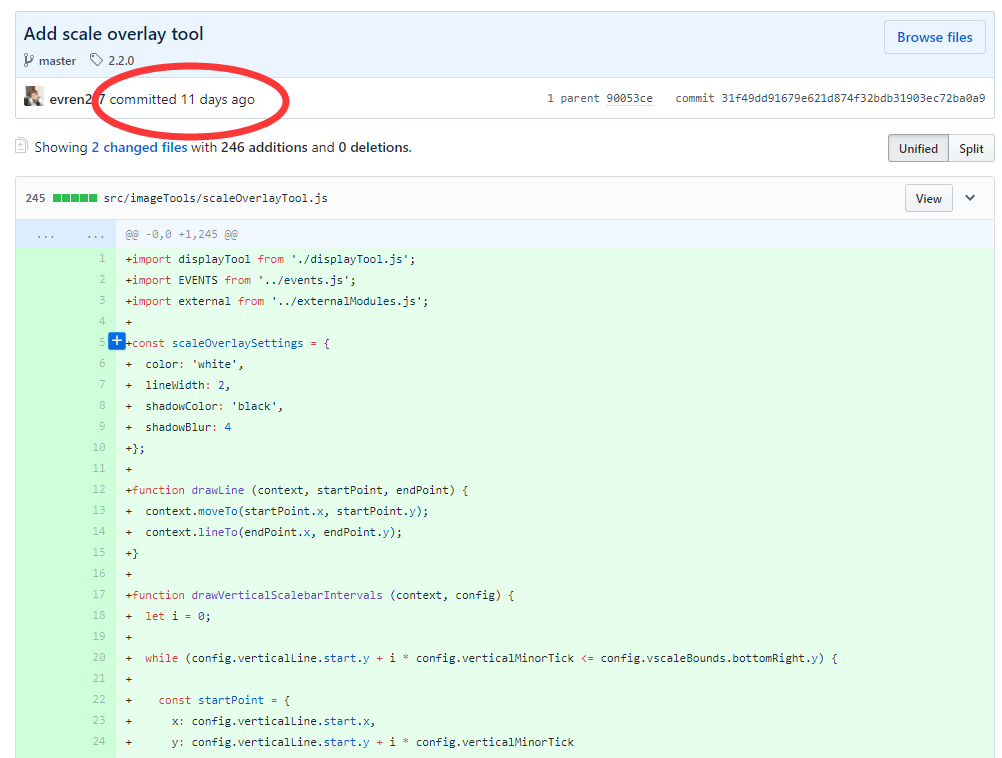 Add scale overlay tool
Browse files
master 2.2.0
committed 11 days ago
1 parent 90053ce commit 31f49dd91679e621d874f32bdb31903ec72ba0a9
Showing 2 changed files with 246 additions and 0 deletions.
Unified Split
245 src/imageTools/scaleOverlayTool.js
View
... ... @@ -0,0 +1,245 @@
1 +import displayTool from './displayTool.js';
2 +import EVENTS from '../events.js';
3 +import external from '../externalModules.js';
4 +
5 + +const scaleOverlaySettings = {
6 + color: 'white',
7 + lineWidth: 2,
8 + shadowColor: 'black',
9 + shadowBlur: 4
10 +};
11 +
12 +function drawLine (context, startPoint, endPoint) {
13 + context.moveTo(startPoint.x, startPoint.y);
14 + context.lineTo(endPoint.x, endPoint.y);
15 +}
16 +
17 +function drawVerticalScalebarIntervals (context, config) {
18 + let i = 0;
19 +
20 + while (config.verticalLine.start.y + i * config.verticalMinorTick <= config.vscaleBounds.bottomRight.y) {
21 +
22 + const startPoint = {
23 + x: config.verticalLine.start.x,
24 + y: config.verticalLine.start.y + i * config.verticalMinorTick